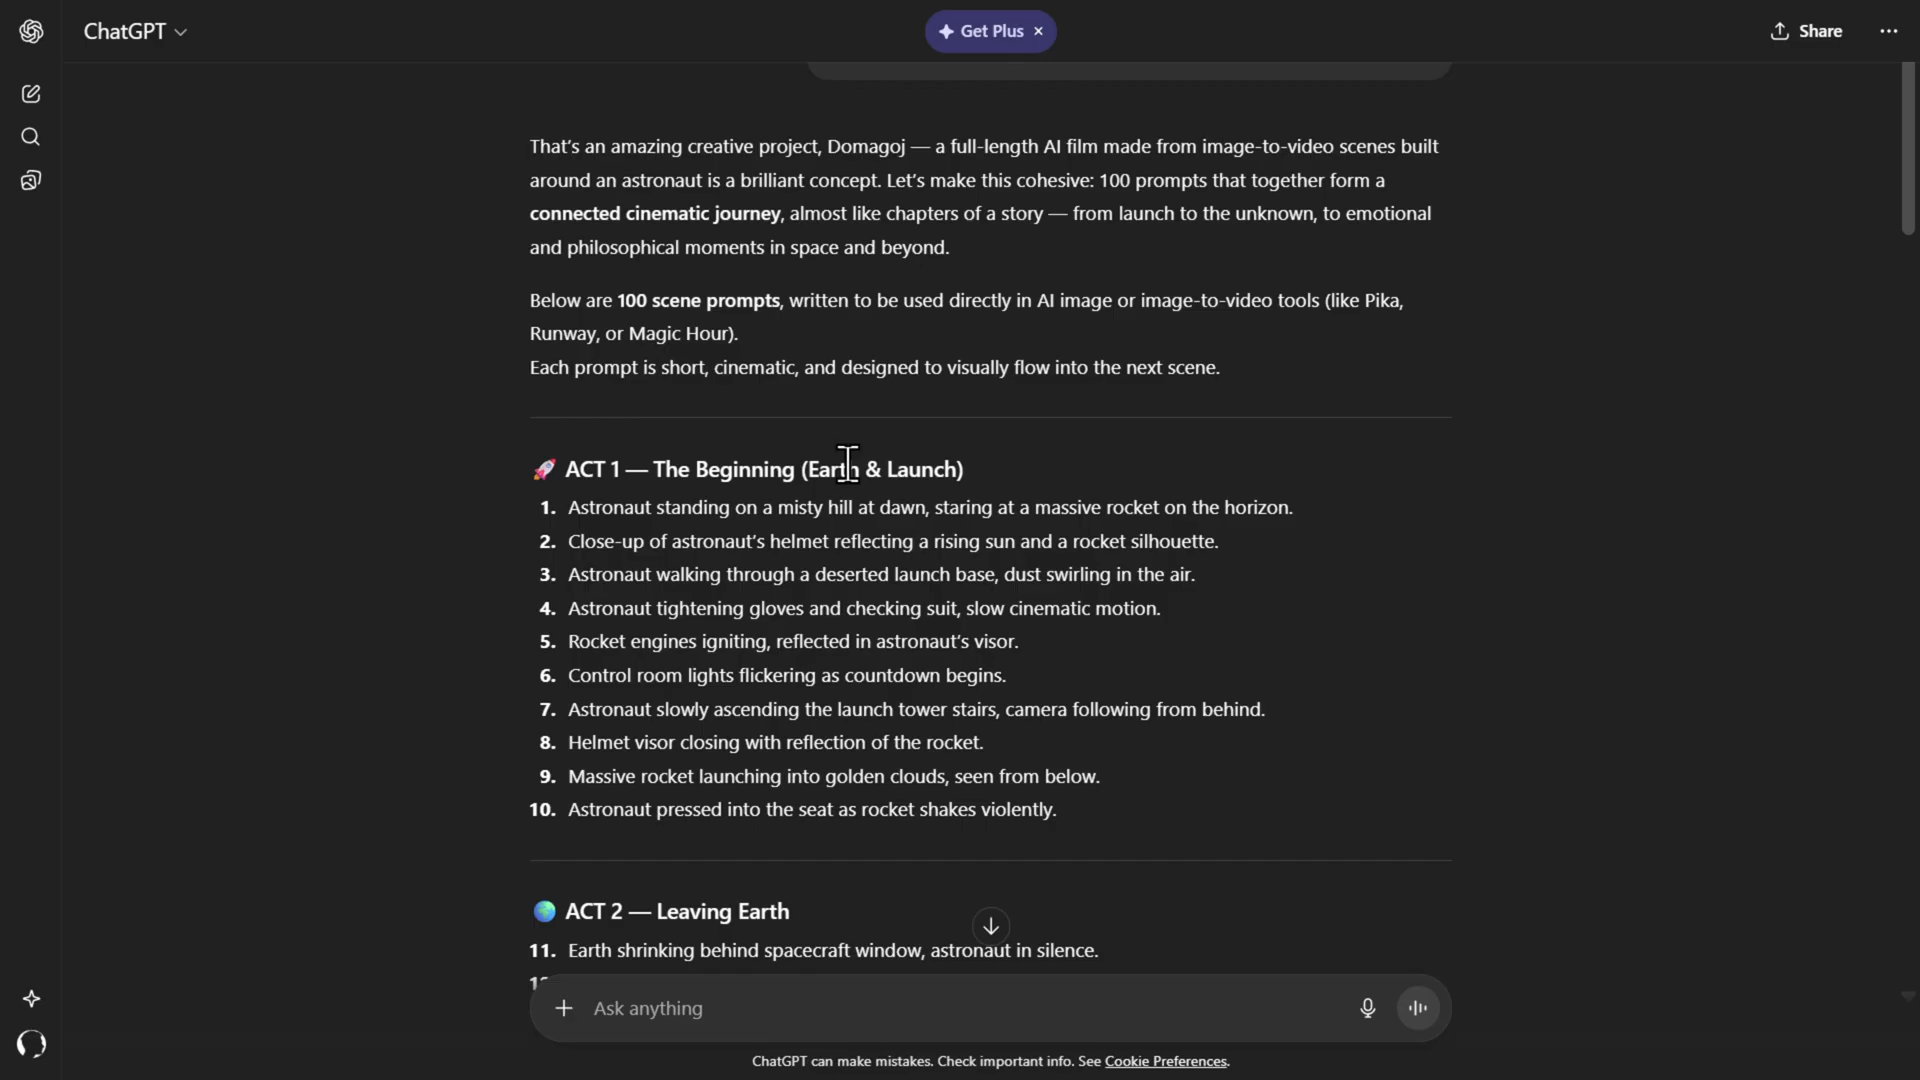 ChatGPT
Get Plus ×
Share
That's an amazing creative project, Domagoj — a full-length AI film made from image-to-video scenes built
around an astronaut is a brilliant concept. Let's make this cohesive: 100 prompts that together form a
connected cinematic journey, almost like chapters of a story — from launch to the unknown, to emotional
and philosophical moments in space and beyond.
Below are 100 scene prompts, written to be used directly in AI image or image-to-video tools (like Pika,
Runway, or Magic Hour).
Each prompt is short, cinematic, and designed to visually flow into the next scene.
🚀 ACT 1 — The Beginning (Earth & Launch)
1. Astronaut standing on a misty hill at dawn, staring at a massive rocket on the horizon.
2. Close-up of astronaut's helmet reflecting a rising sun and a rocket silhouette.
3. Astronaut walking through a deserted launch base, dust swirling in the air.
4. Astronaut tightening gloves and checking suit, slow cinematic motion.
5. Rocket engines igniting, reflected in astronaut's visor.
6. Control room lights flickering as countdown begins.
7. Astronaut slowly ascending the launch tower stairs, camera following from behind.
8. Helmet visor closing with reflection of the rocket.
9. Massive rocket launching into golden clouds, seen from below.
10. Astronaut pressed into the seat as rocket shakes violently.
🌍 ACT 2 — Leaving Earth
11. Earth shrinking behind spacecraft window, astronaut in silence.
Ask anything
ChatGPT can make mistakes. Check important info. See Cookie Preferences.